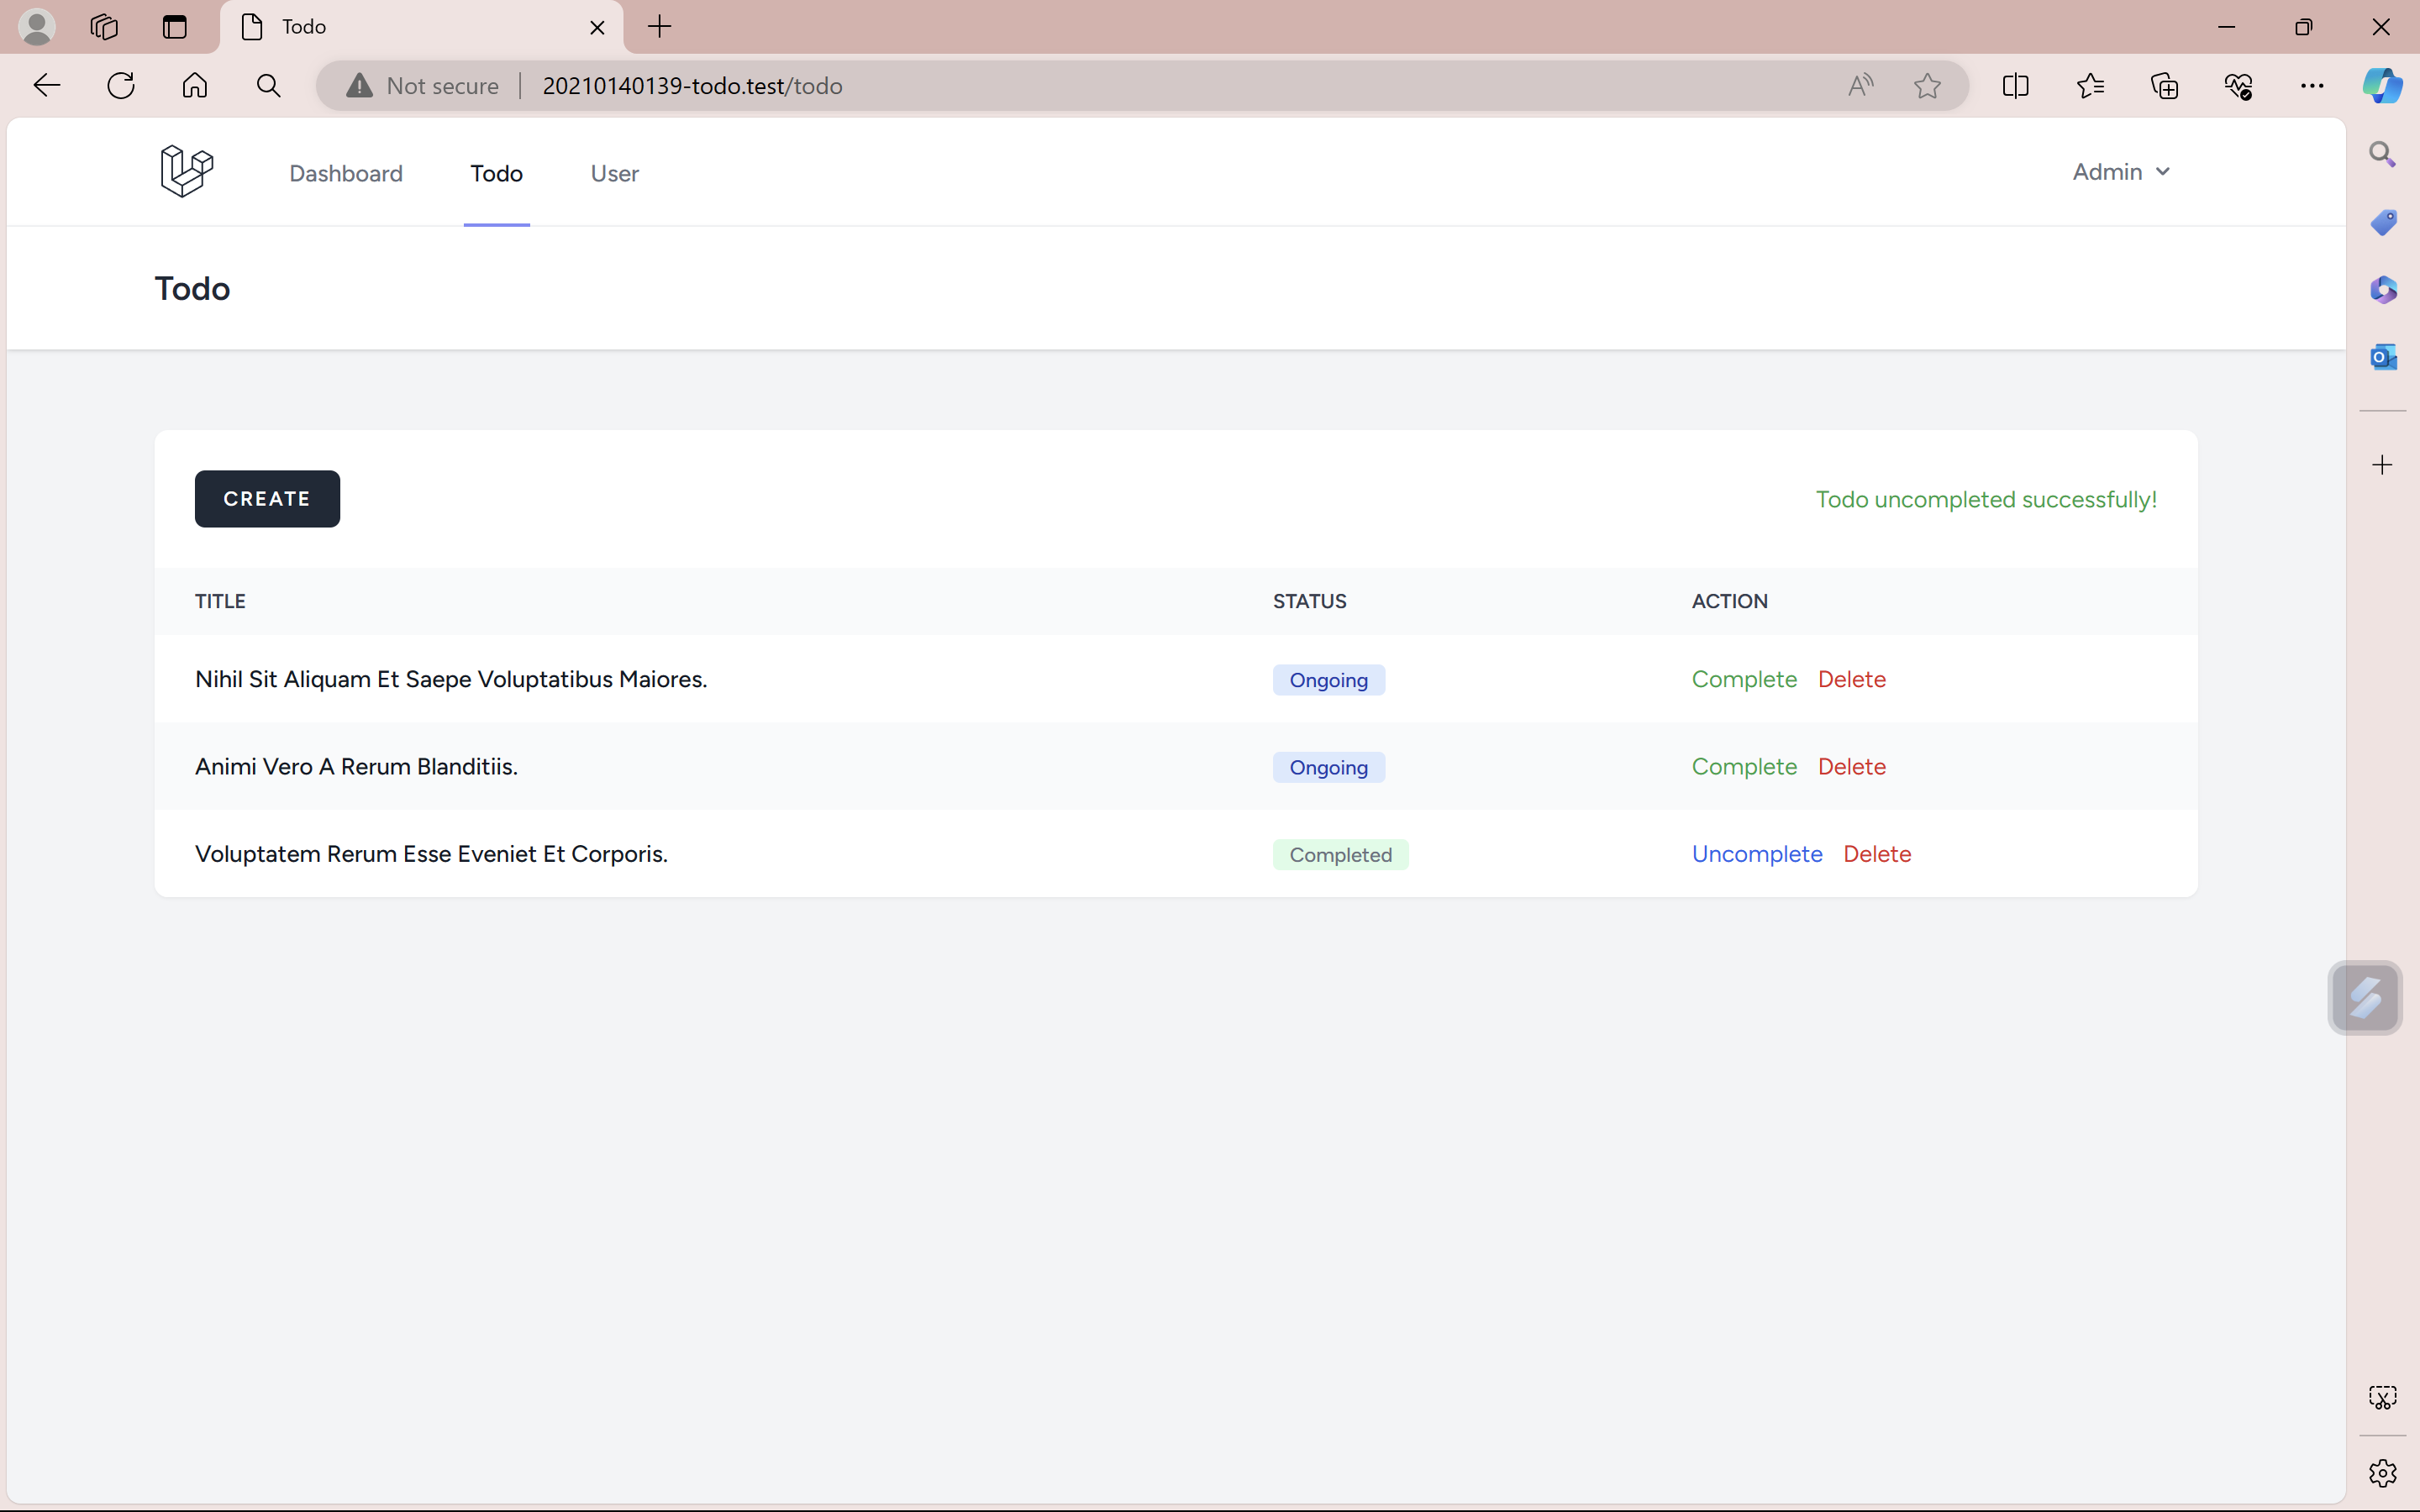 Todo
Not secure 20210140139-todo.test/todo
Dashboard Todo User Admin
Todo
CREATE Todo uncompleted successfully!
TITLE STATUS ACTION
Nihil Sit Aliquam Et Saepe Voluptatibus Maiores. Ongoing Complete Delete
Animi Vero A Rerum Blanditiis. Ongoing Complete Delete
Voluptatem Rerum Esse Eveniet Et Corporis. Completed Uncomplete Delete